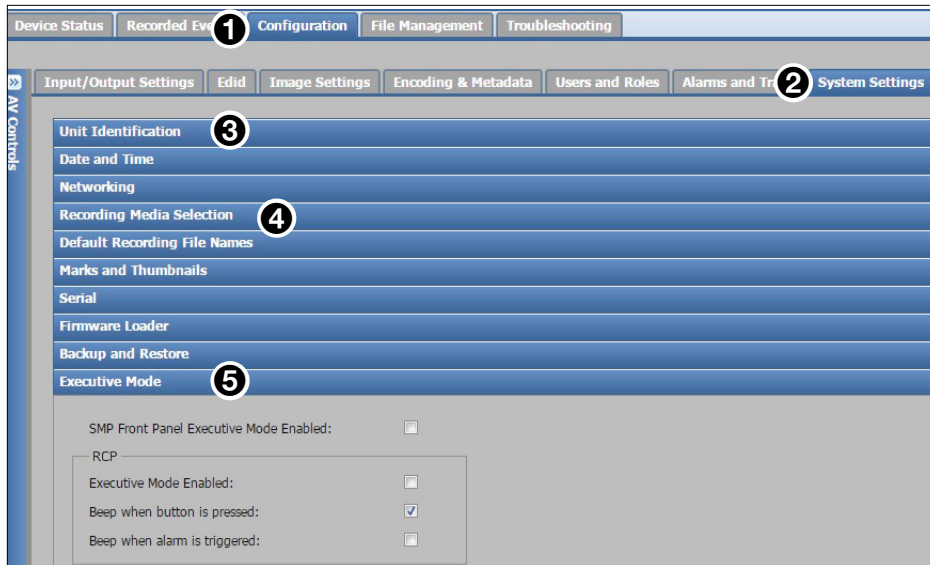 Device Status Recorded Eve 1 Configuration File Management Troubleshooting
Input/Output Settings Edid Image Settings Encoding & Metadata Users and Roles Alarms and Tra 2 System Settings
» AV Controls
Unit Identification 3
Date and Time
Networking
Recording Media Selection 4
Default Recording File Names
Marks and Thumbnails
Serial
Firmware Loader
Backup and Restore
Executive Mode 5
SMP Front Panel Executive Mode Enabled:
RCP
Executive Mode Enabled:
Beep when button is pressed:
Beep when alarm is triggered: